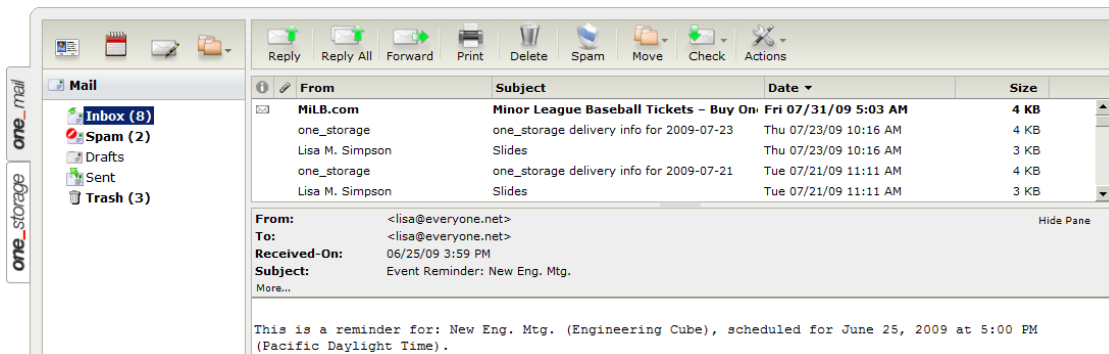 Reply Reply All Forward Print Delete Spam Move Check Actions
one_mail
one_storage
Mail
Inbox (8)
Spam (2)
Drafts
Sent
Trash (3)
From Subject Date Size
MiLB.com Minor League Baseball Tickets – Buy One Fri 07/31/09 5:03 AM 4 KB
one_storage one_storage delivery info for 2009-07-23 Thu 07/23/09 10:16 AM 4 KB
Lisa M. Simpson Slides Thu 07/23/09 10:16 AM 3 KB
one_storage one_storage delivery info for 2009-07-21 Tue 07/21/09 11:11 AM 4 KB
Lisa M. Simpson Slides Tue 07/21/09 11:11 AM 3 KB
From: <lisa@everyone.net> Hide Pane
To: <lisa@everyone.net>
Received-On: 06/25/09 3:59 PM
Subject: Event Reminder: New Eng. Mtg.
More...
This is a reminder for: New Eng. Mtg. (Engineering Cube), scheduled for June 25, 2009 at 5:00 PM
(Pacific Daylight Time).